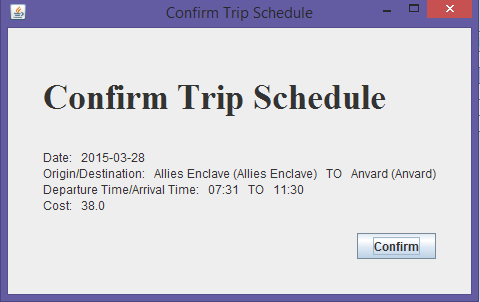 Confirm Trip Schedule
Confirm Trip Schedule
Date: 2015-03-28
Origin/Destination: Allies Enclave (Allies Enclave) TO Anvard (Anvard)
Departure Time/Arrival Time: 07:31 TO 11:30
Cost: 38.0
Confirm